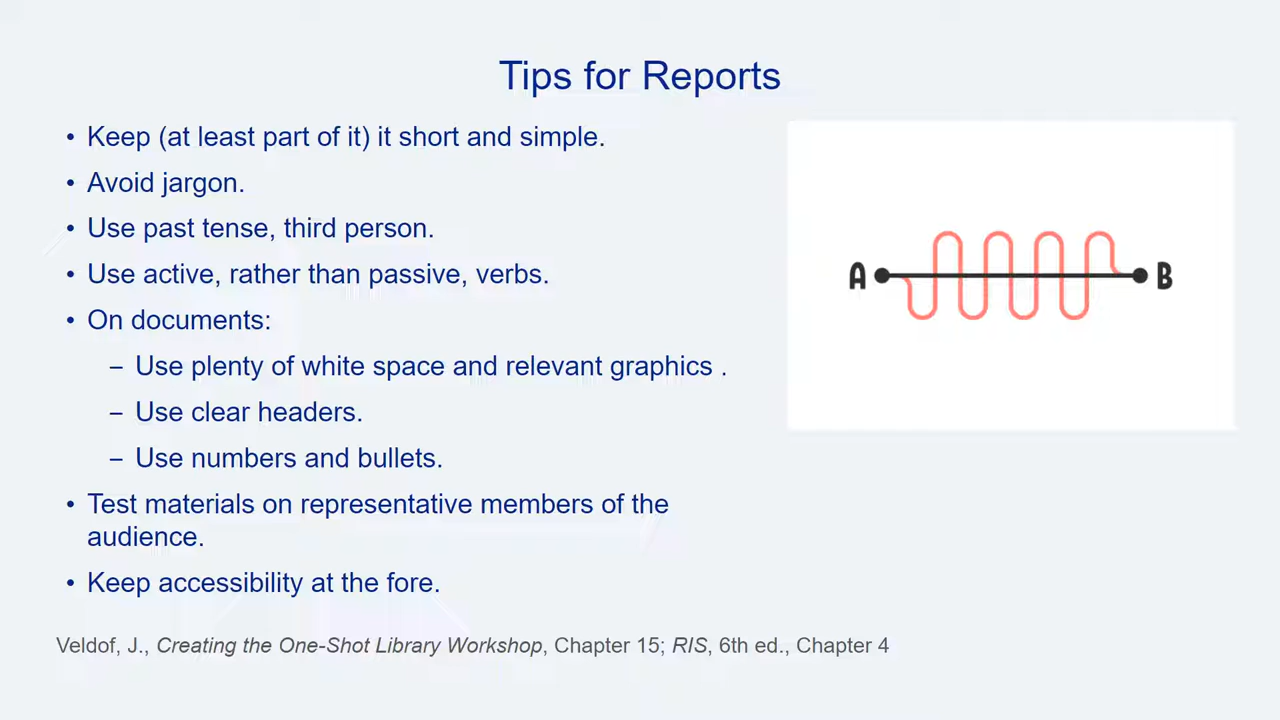 Tips for Reports
• Keep (at least part of it) it short and simple.
• Avoid jargon.
• Use past tense, third person.
• Use active, rather than passive, verbs.
• On documents:
– Use plenty of white space and relevant graphics .
– Use clear headers.
– Use numbers and bullets.
• Test materials on representative members of the
audience.
• Keep accessibility at the fore.
A B
Veldof, J., Creating the One-Shot Library Workshop, Chapter 15; RIS, 6th ed., Chapter 4